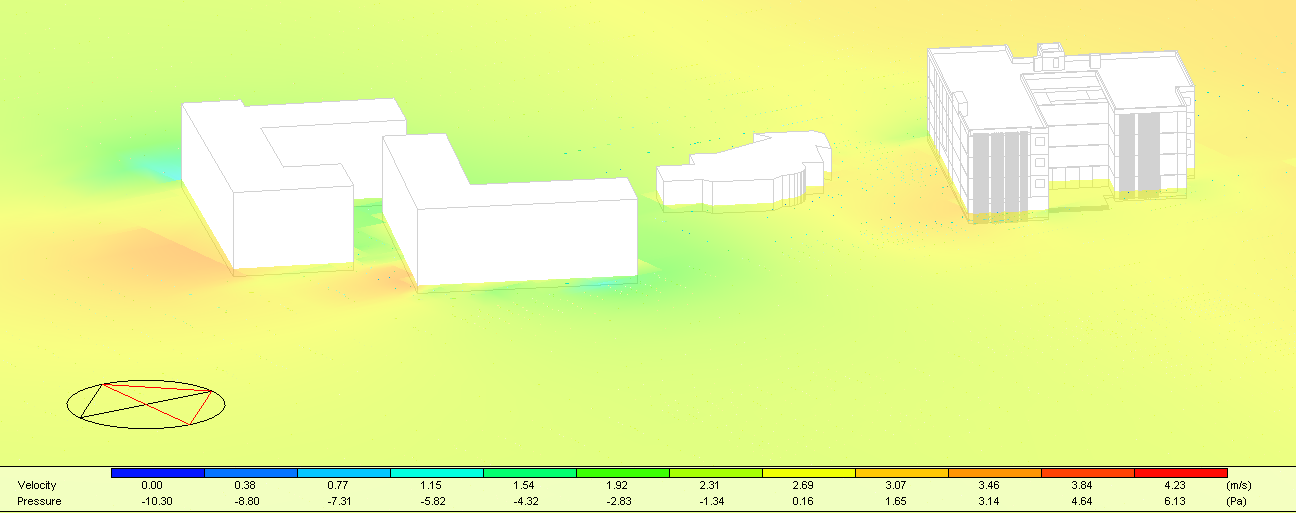 Velocity 0.00 0.38 0.77 1.15 1.54 1.92 2.31 2.69 3.07 3.46 3.84 4.23 (m/s)
Pressure -10.30 -8.80 -7.31 -5.82 -4.32 -2.83 -1.34 0.16 1.65 3.14 4.64 6.13 (Pa)